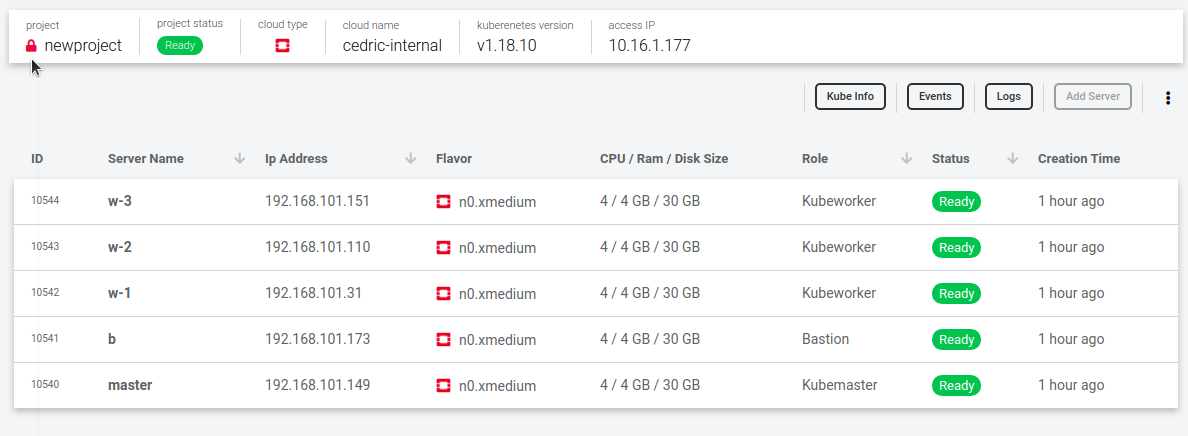 project project status cloud type cloud name kuberenetes version access IP
newproject Ready cedric-internal v1.18.10 10.16.1.177
Kube Info Events Logs Add Server
ID Server Name Ip Address Flavor CPU / Ram / Disk Size Role Status Creation Time
10544 w-3 192.168.101.151 n0.xmedium 4 / 4 GB / 30 GB Kubeworker Ready 1 hour ago
10543 w-2 192.168.101.110 n0.xmedium 4 / 4 GB / 30 GB Kubeworker Ready 1 hour ago
10542 w-1 192.168.101.31 n0.xmedium 4 / 4 GB / 30 GB Kubeworker Ready 1 hour ago
10541 b 192.168.101.173 n0.xmedium 4 / 4 GB / 30 GB Bastion Ready 1 hour ago
10540 master 192.168.101.149 n0.xmedium 4 / 4 GB / 30 GB Kubemaster Ready 1 hour ago